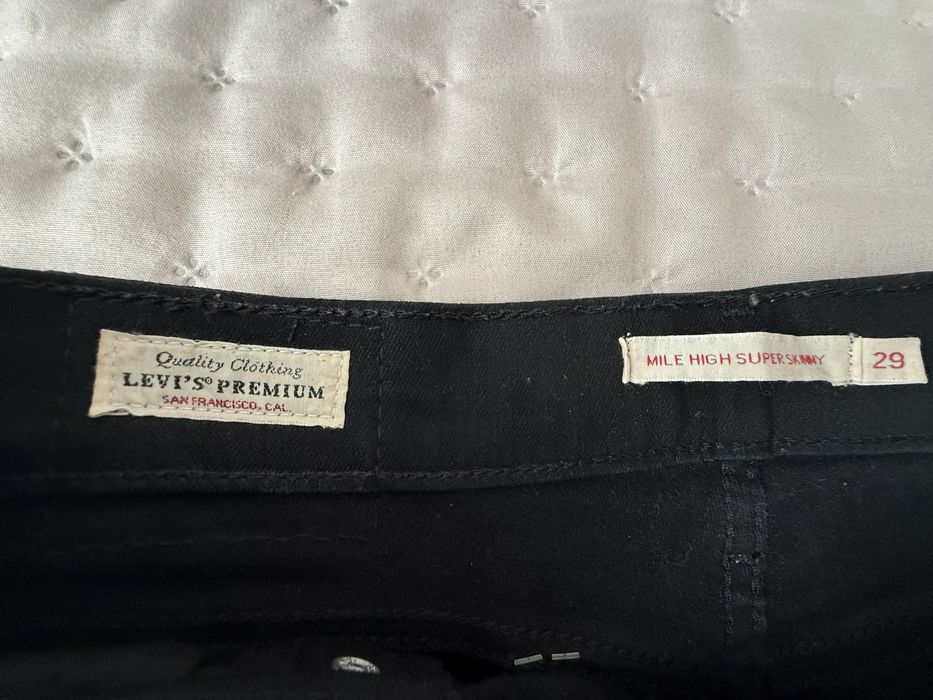 Quality Clothing
LEVI'S® PREMIUM
SAN FRANCISCO, CAL.
MILE HIGH SUPER SKINNY
29